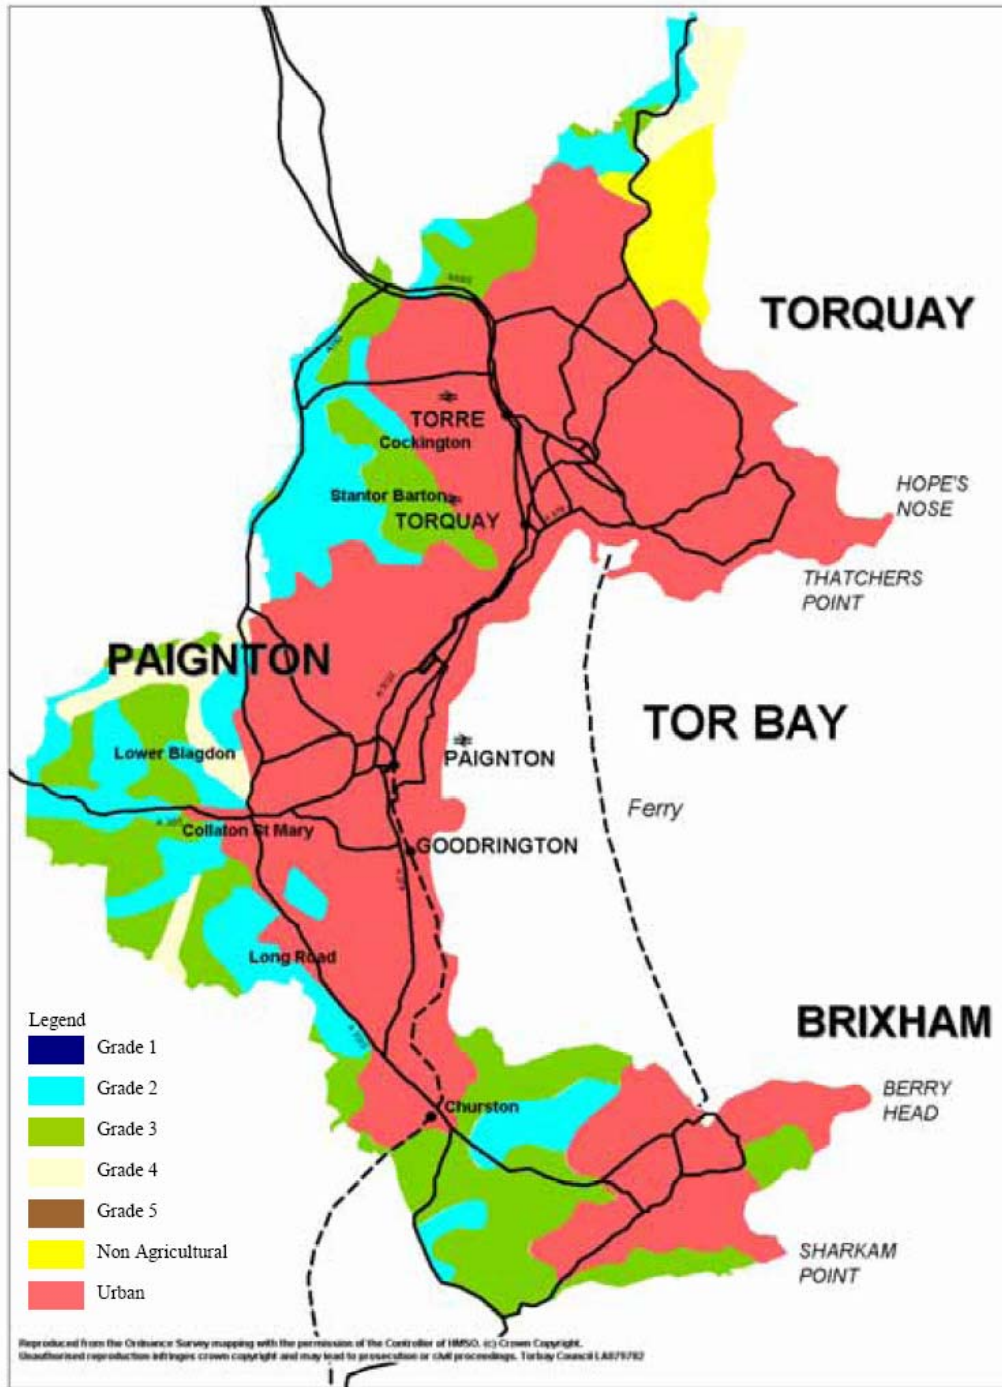 TORQUAY
TORRE
Cockington
Stantor Barton
TORQUAY
HOPE'S
NOSE
THATCHERS
POINT
PAIGNTON
TOR BAY
Lower Blagdon
PAIGNTON
Ferry
Collaton St Mary
GOODRINGTON
Long Road
BRIXHAM
Legend
Grade 1
Grade 2
Grade 3
Grade 4
Grade 5
Non Agricultural
Urban
Churston
BERRY
HEAD
SHARKAM
POINT
Reproduced from the Ordnance Survey mapping with the permission of the Controller of HMSO. (c) Crown Copyright.
Unauthorised reproduction infringes crown copyright and may lead to prosecution or civil proceedings. Torbay Council LA079782